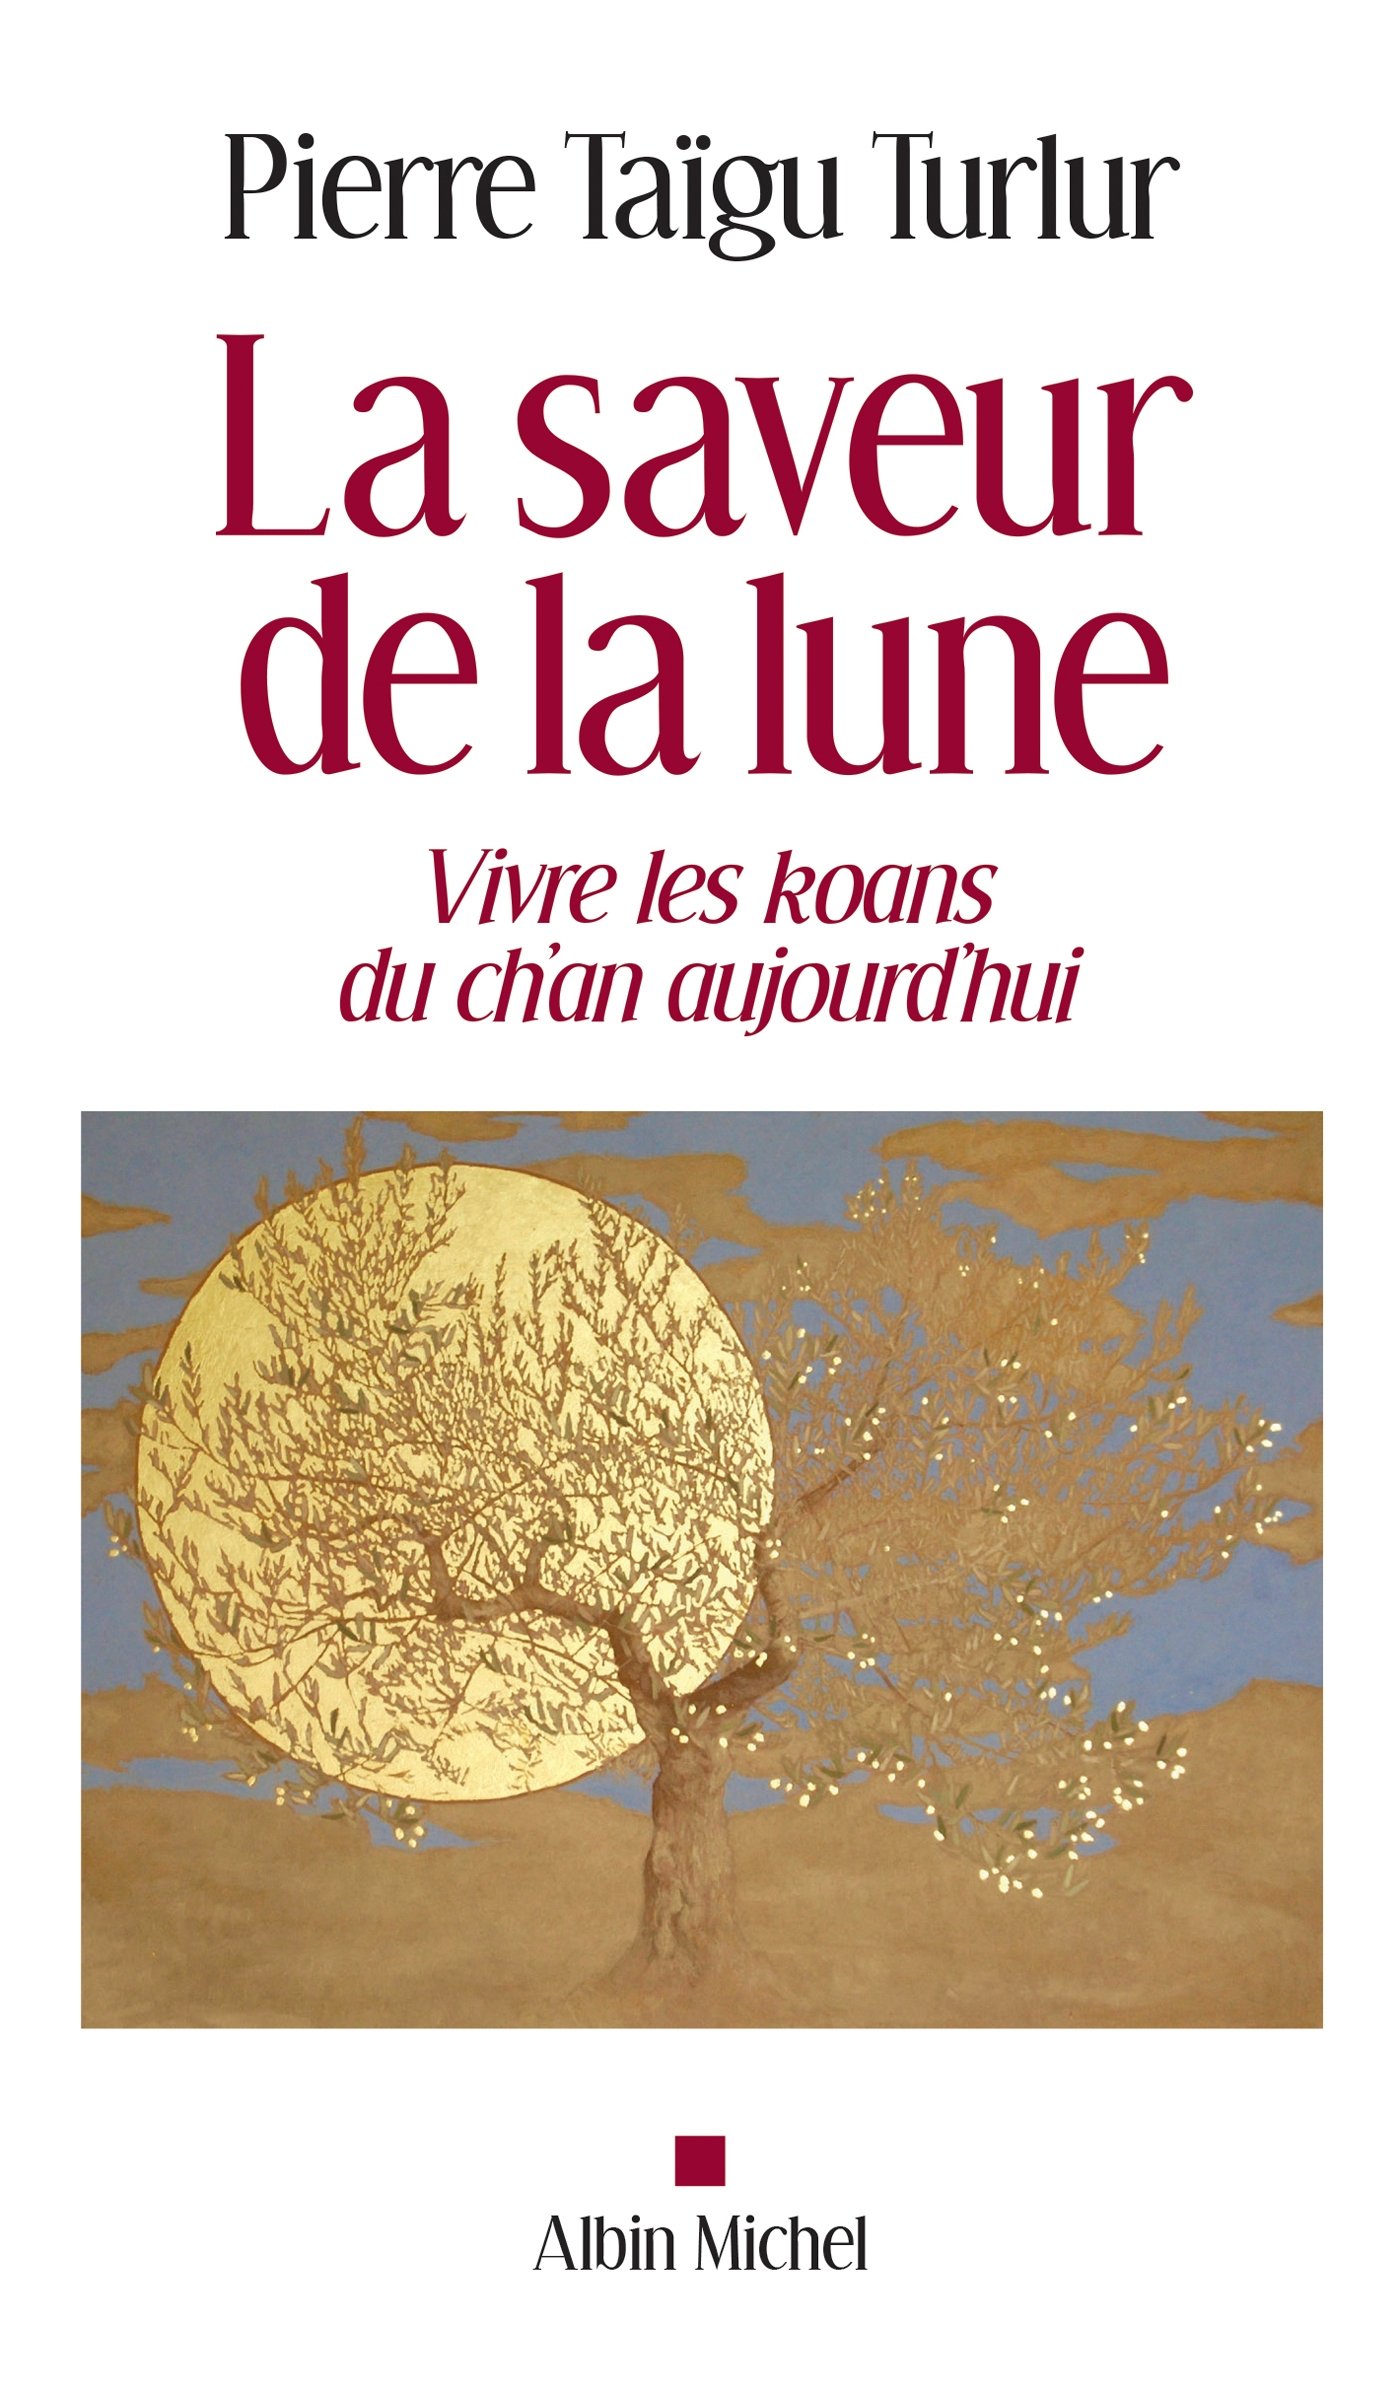 Pierre Taïgu Turlur
La saveur
de la lune
Vivre les koans
du ch’an aujourd’hui
Albin Michel